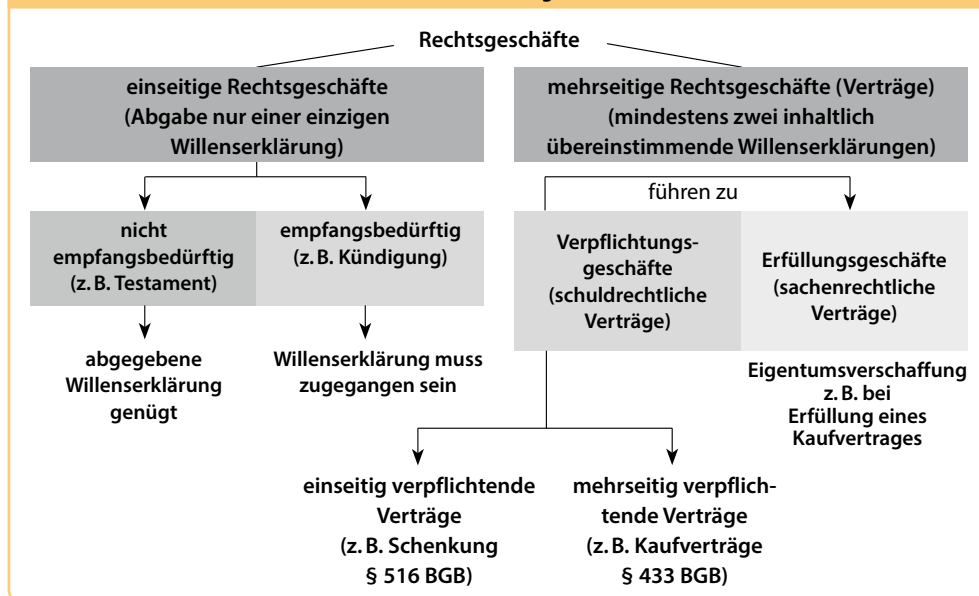 Rechtsgeschäfte
einseitige Rechtsgeschäfte
(Abgabe nur einer einzigen
Willenserklärung)
mehrseitige Rechtsgeschäfte (Verträge)
(mindestens zwei inhaltlich
übereinstimmende Willenserklärungen)
führen zu
nicht
empfangsbedürftig
(z. B. Testament)
empfangsbedürftig
(z. B. Kündigung)
Verpflichtungs-
geschäfte
(schuldrechtliche
Verträge)
Erfüllungsgeschäfte
(sachenrechtliche
Verträge)
abgegebene
Willenserklärung
genügt
Willenserklärung muss
zugegangen sein
Eigentumsverschaffung
z. B. bei
Erfüllung eines
Kaufvertrages
einseitig verpflichtende
Verträge
(z. B. Schenkung
§ 516 BGB)
mehrseitig verpflich-
tende Verträge
(z. B. Kaufverträge
§ 433 BGB)